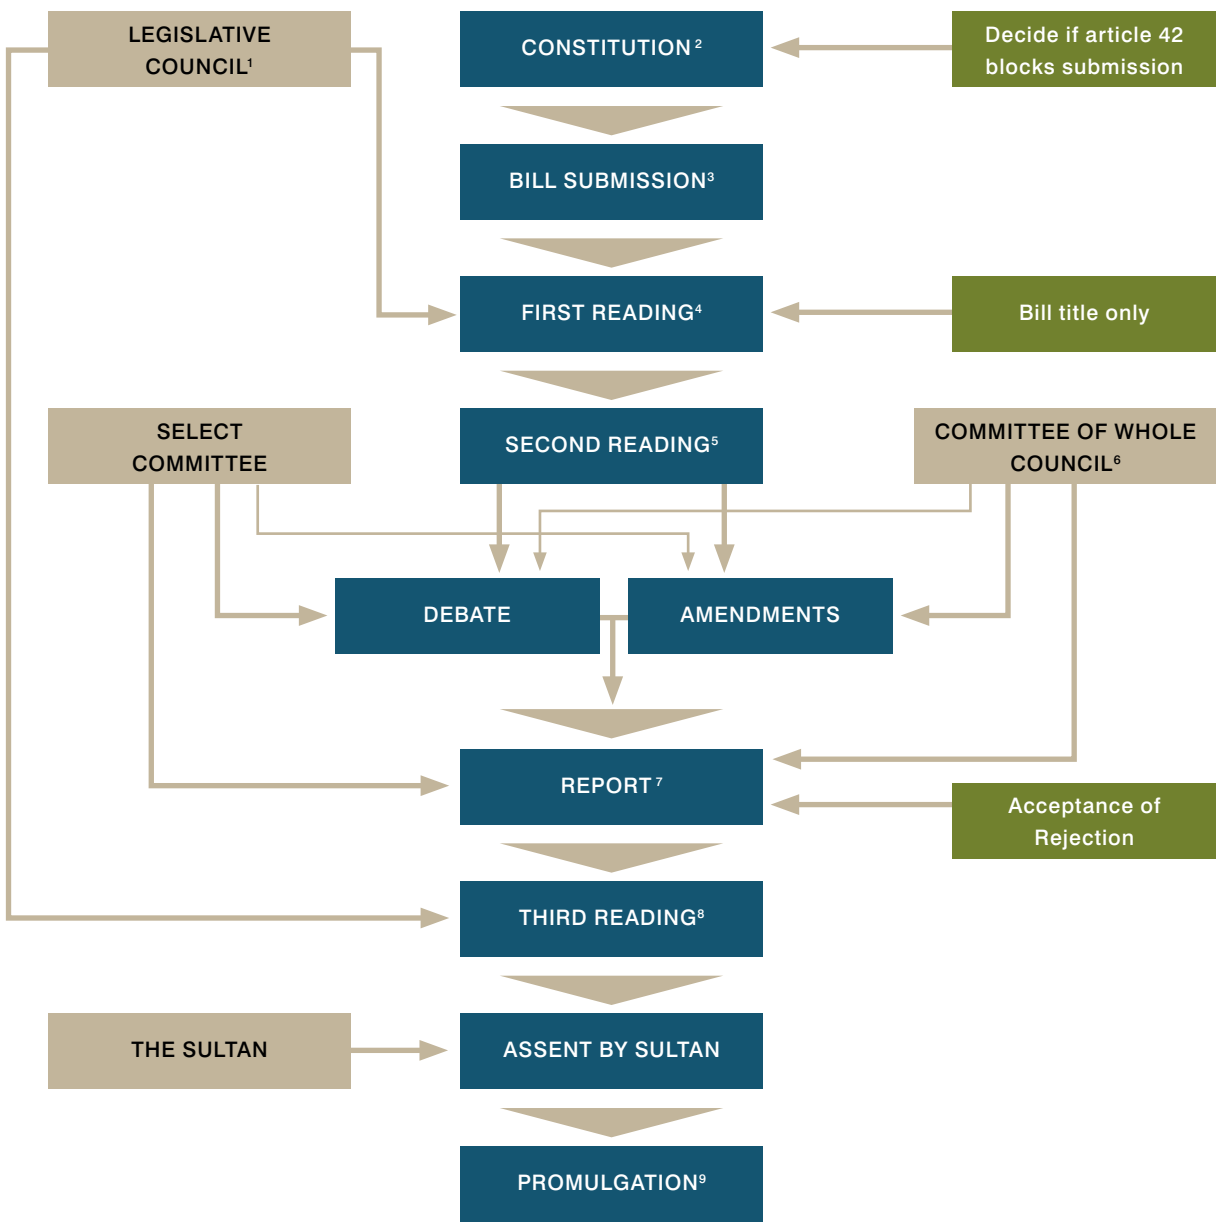 LEGISLATIVE
COUNCIL¹
CONSTITUTION ²
Decide if article 42
blocks submission
BILL SUBMISSION³
FIRST READING⁴
Bill title only
SELECT
COMMITTEE
SECOND READING⁵
COMMITTEE OF WHOLE
COUNCIL⁶
DEBATE
AMENDMENTS
REPORT ⁷
Acceptance of
Rejection
THIRD READING⁸
THE SULTAN
ASSENT BY SULTAN
PROMULGATION⁹